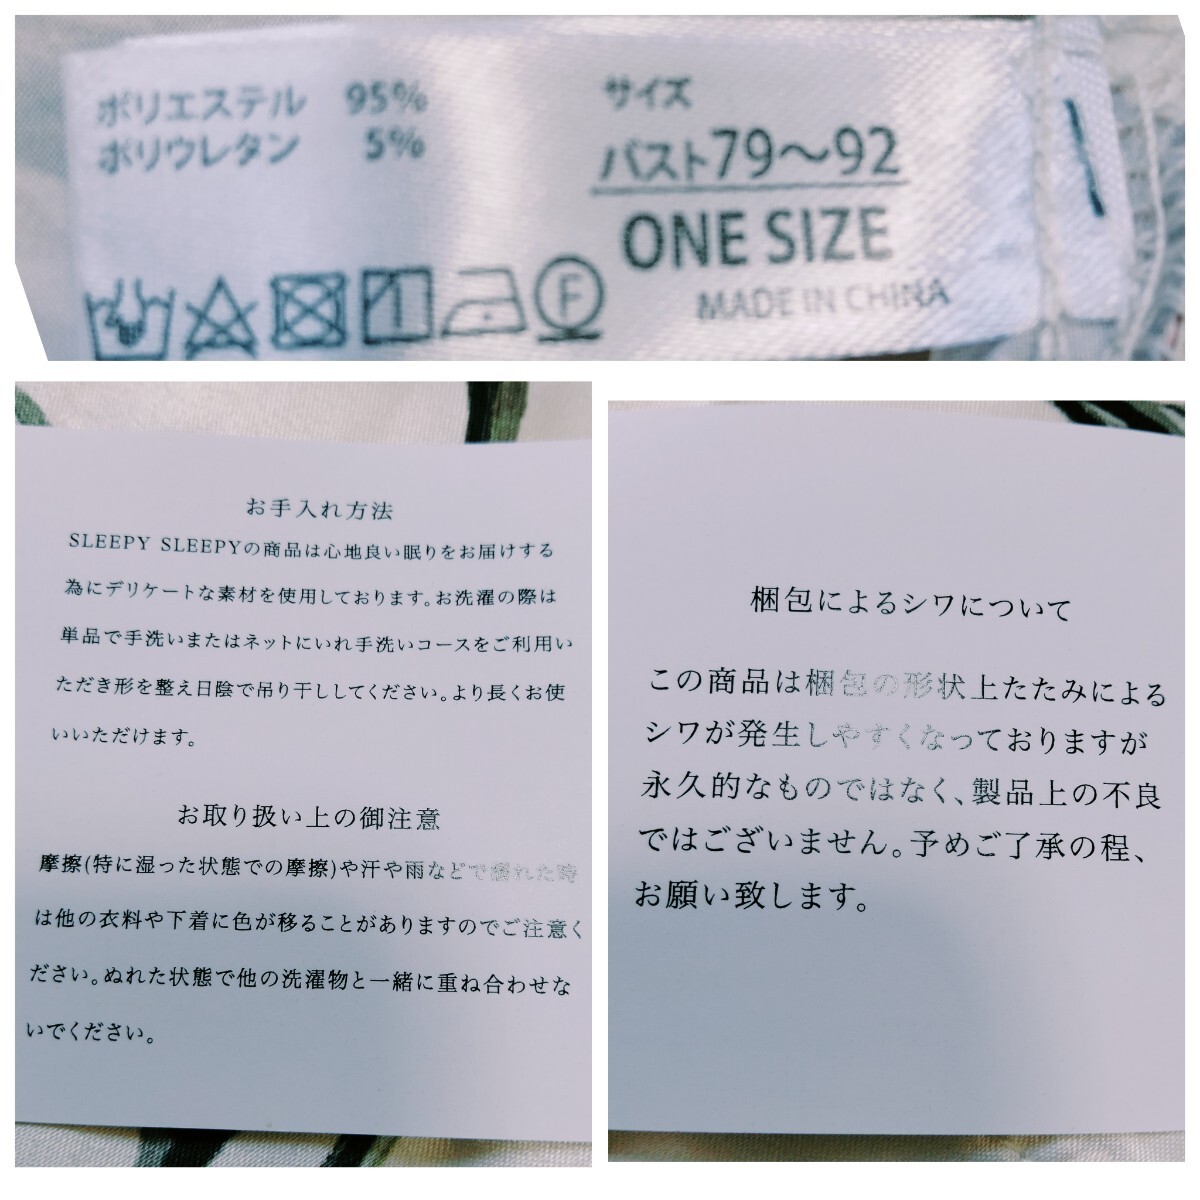 ポリエステル 95%
ポリウレタン 5%
サイズ
バスト79〜92
ONE SIZE
MADE IN CHINA
F
お手入れ方法
SLEEPY SLEEPYの商品は心地良い眠りをお届けする
為にデリケートな素材を使用しております。お洗濯の際は
単品で手洗いまたはネットにいれ手洗いコースをご利用い
ただき形を整え日陰で吊り干ししてください。より長くお使
いいただけます。
お取り扱い上の御注意
摩擦(特に湿った状態での摩擦)や汗や雨などで濡れた時
は他の衣料や下着に色が移ることがありますのでご注意く
ださい。ぬれた状態で他の洗濯物と一緒に重ね合わせな
いでください。
梱包によるシワについて
この商品は梱包の形状上たたみによる
シワが発生しやすくなっておりますが
永久的なものではなく、製品上の不良
ではございません。予めご了承の程、
お願い致します。